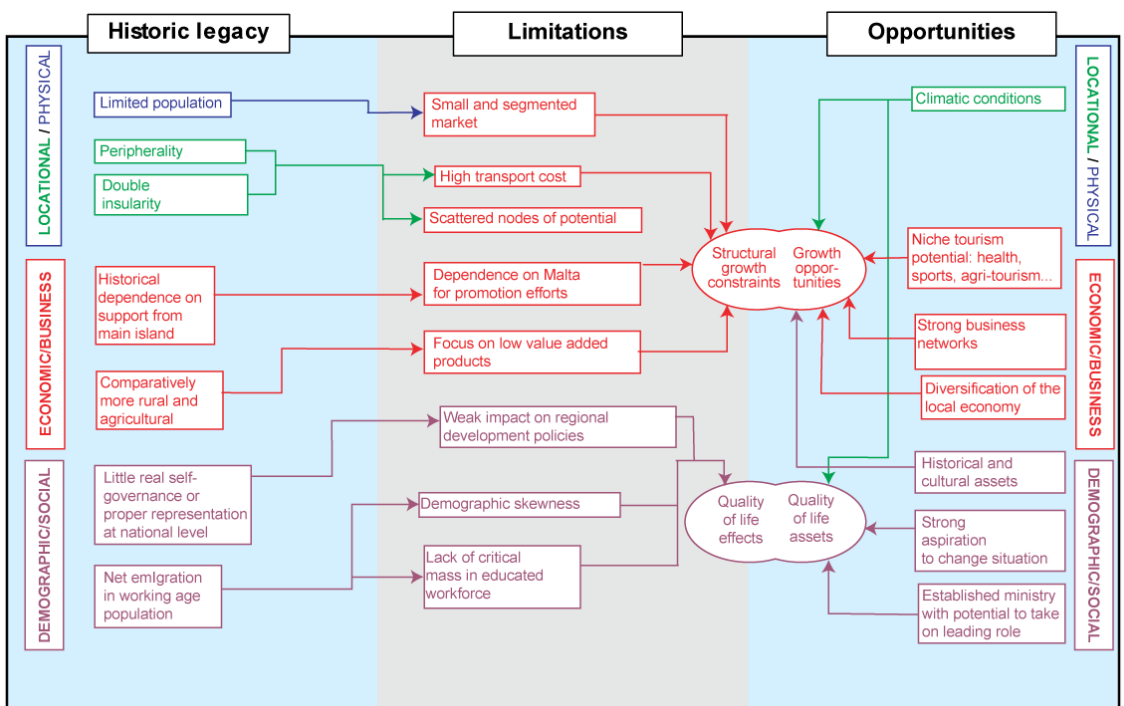 Historic legacy
Limitations
Opportunities
LOCATIONAL / PHYSICAL
ECONOMIC/BUSINESS
DEMOGRAPHIC/SOCIAL
Limited population
Peripherality
Double
insularity
Historical
dependence on
support from
main island
Comparatively
more rural and
agricultural
Little real self-
governance or
proper representation
at national level
Net emIgration
in working age
population
Small and segmented
market
High transport cost
Scattered nodes of potential
Dependence on Malta
for promotion efforts
Focus on low value added
products
Weak impact on regional
development policies
Demographic skewness
Lack of critical
mass in educated
workforce
Structural
growth
constraints
Growth
oppor-
tunities
Quality
of life
effects
Quality
of life
assets
Climatic conditions
Niche tourism
potential: health,
sports, agri-tourism...
Strong business
networks
Diversification of the
local economy
Historical and
cultural assets
Strong
aspiration
to change situation
Established ministry
with potential to take
on leading role
LOCATIONAL / PHYSICAL
ECONOMIC/BUSINESS
DEMOGRAPHIC/SOCIAL